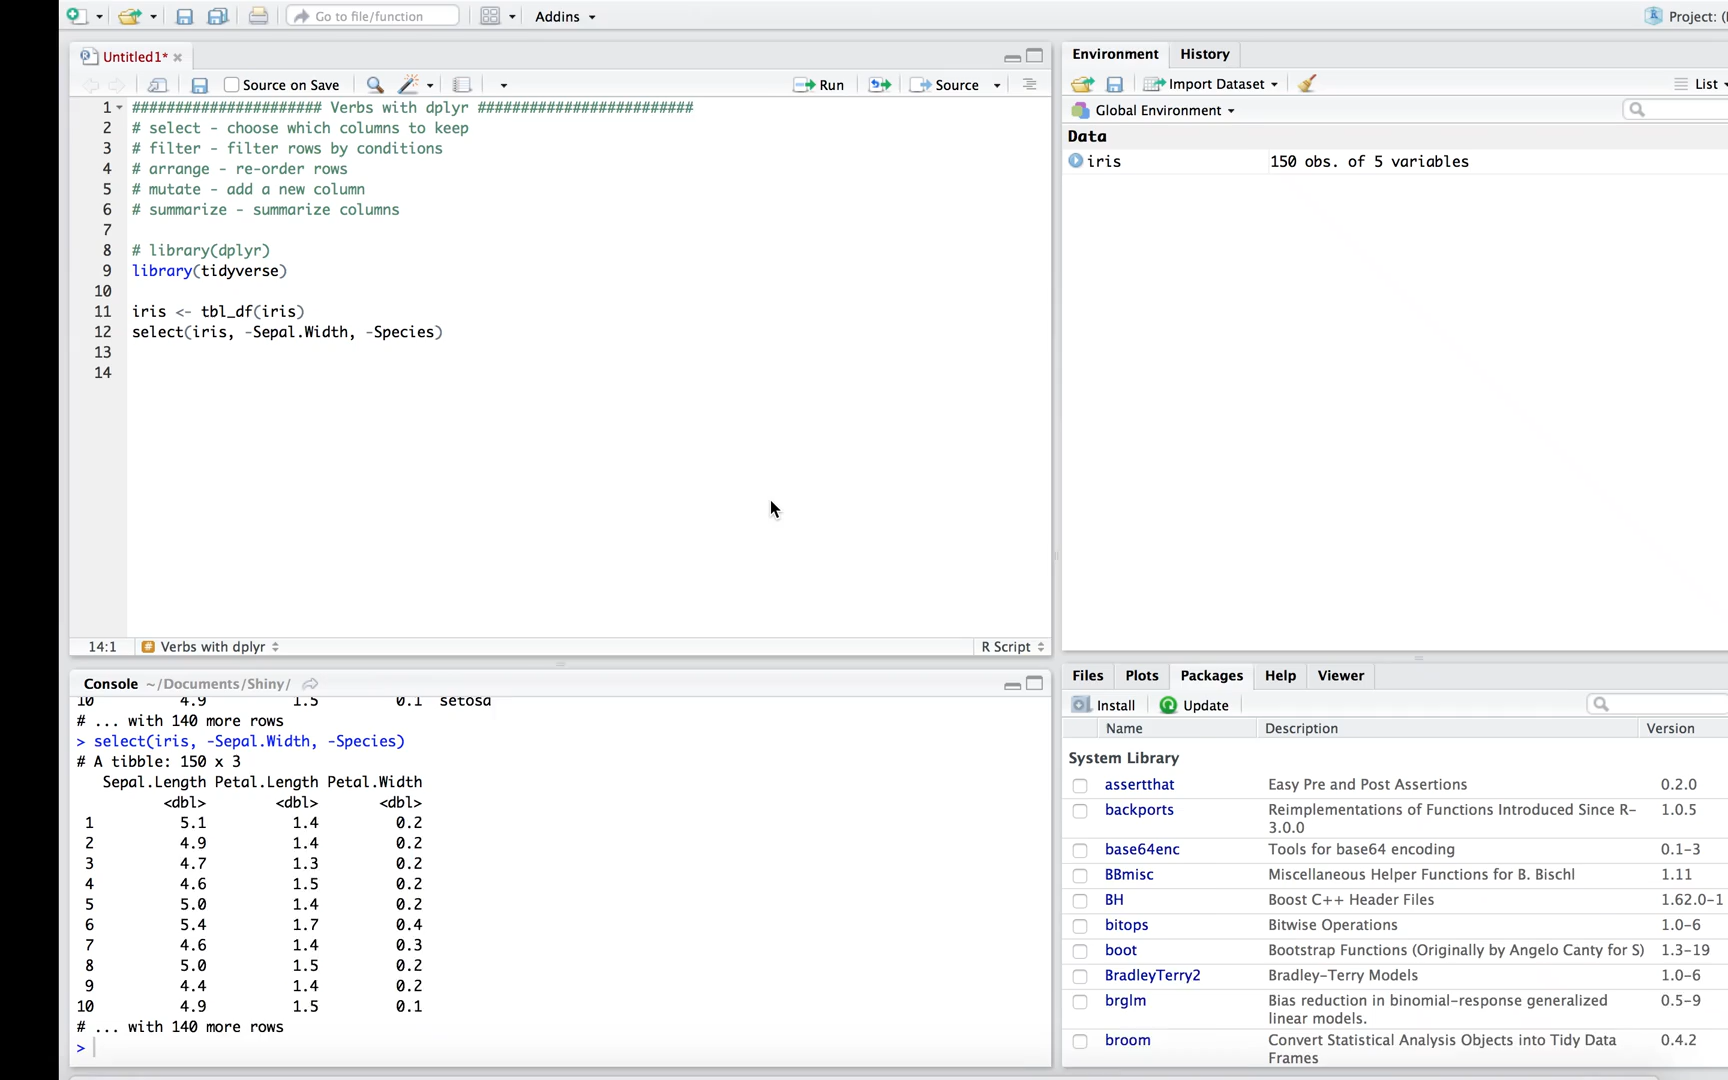 Go to file/function
Addins
Project: (
Untitled1*
Source on Save
Run
Source
1 ###################### Verbs with dplyr #########################
2 # select - choose which columns to keep
3 # filter - filter rows by conditions
4 # arrange - re-order rows
5 # mutate - add a new column
6 # summarize - summarize columns
7
8 # library(dplyr)
9 library(tidyverse)
10
11 iris <- tbl_df(iris)
12 select(iris, -Sepal.Width, -Species)
13
14
14:1 # Verbs with dplyr
R Script
Console ~/Documents/Shiny/
10 4.9 1.5 0.1 setosa
# ... with 140 more rows
> select(iris, -Sepal.Width, -Species)
# A tibble: 150 x 3
Sepal.Length Petal.Length Petal.Width
<dbl> <dbl> <dbl>
1 5.1 1.4 0.2
2 4.9 1.4 0.2
3 4.7 1.3 0.2
4 4.6 1.5 0.2
5 5.0 1.4 0.2
6 5.4 1.7 0.4
7 4.6 1.4 0.3
8 5.0 1.5 0.2
9 4.4 1.4 0.2
10 4.9 1.5 0.1
# ... with 140 more rows
>
Environment History
Import Dataset
List
Global Environment
Data
iris 150 obs. of 5 variables
Files Plots Packages Help Viewer
Install Update
Name Description Version
System Library
assertthat Easy Pre and Post Assertions 0.2.0
backports Reimplementations of Functions Introduced Since R- 1.0.5
3.0.0
base64enc Tools for base64 encoding 0.1-3
BBmisc Miscellaneous Helper Functions for B. Bischl 1.11
BH Boost C++ Header Files 1.62.0-1
bitops Bitwise Operations 1.0-6
boot Bootstrap Functions (Originally by Angelo Canty for S) 1.3-19
BradleyTerry2 Bradley-Terry Models 1.0-6
brglm Bias reduction in binomial-response generalized 0.5-9
linear models.
broom Convert Statistical Analysis Objects into Tidy Data 0.4.2
Frames